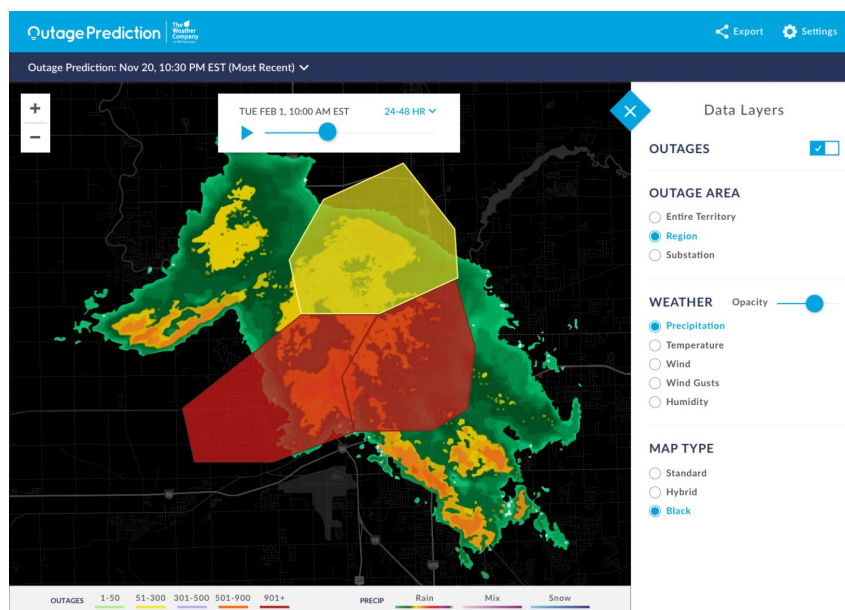 Outage Prediction
The Weather Company
Export
Settings
Outage Prediction: Nov 20, 10:30 PM EST (Most Recent)
+
−
TUE FEB 1, 10:00 AM EST
24-48 HR
Data Layers
OUTAGES
OUTAGE AREA
Entire Territory
Region
Substation
WEATHER
Opacity
Precipitation
Temperature
Wind
Wind Gusts
Humidity
MAP TYPE
Standard
Hybrid
Black
OUTAGES 1-50 51-300 301-500 501-900 901+
PRECIP Rain Mix Snow